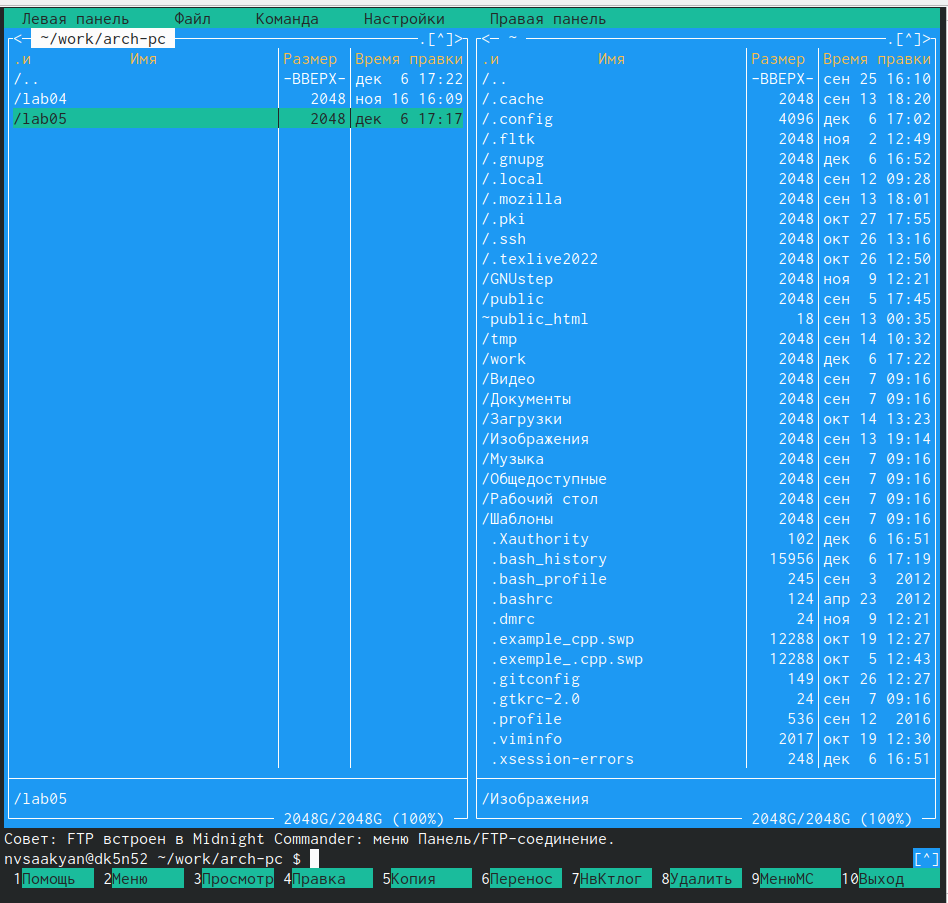 Левая панель Файл Команда Настройки Правая панель
<─ ~/work/arch-pc ─.[^]>
.и Имя Размер Время правки
/.. -ВВЕРХ- дек 6 17:22
/lab04 2048 ноя 16 16:09
/lab05 2048 дек 6 17:17
/lab05
2048G/2048G (100%)
<─ ~ ─.[^]>
.и Имя Размер Время правки
/.. -ВВЕРХ- сен 25 16:10
/.cache 2048 сен 13 18:20
/.config 4096 дек 6 17:02
/.fltk 2048 ноя 2 12:49
/.gnupg 2048 дек 6 16:52
/.local 2048 сен 12 09:28
/.mozilla 2048 сен 13 18:01
/.pki 2048 окт 27 17:55
/.ssh 2048 окт 26 13:16
/.texlive2022 2048 окт 26 12:50
/GNUstep 2048 ноя 9 12:21
/public 2048 сен 5 17:45
~public_html 18 сен 13 00:35
/tmp 2048 сен 14 10:32
/work 2048 дек 6 17:22
/Видео 2048 сен 7 09:16
/Документы 2048 сен 7 09:16
/Загрузки 2048 окт 14 13:23
/Изображения 2048 сен 13 19:14
/Музыка 2048 сен 7 09:16
/Общедоступные 2048 сен 7 09:16
/Рабочий стол 2048 сен 7 09:16
/Шаблоны 2048 сен 7 09:16
.Xauthority 102 дек 6 16:51
.bash_history 15956 дек 6 17:19
.bash_profile 245 сен 3 2012
.bashrc 124 апр 23 2012
.dmrc 24 ноя 9 12:21
.example_cpp.swp 12288 окт 19 12:27
.exemple_.cpp.swp 12288 окт 5 12:43
.gitconfig 149 окт 26 12:27
.gtkrc-2.0 24 сен 7 09:16
.profile 536 сен 12 2016
.viminfo 2017 окт 19 12:30
.xsession-errors 248 дек 6 16:51
/Изображения
2048G/2048G (100%)
Совет: FTP встроен в Midnight Commander: меню Панель/FTP-соединение.
nvsaakyan@dk5n52 ~/work/arch-pc $ [^]
1Помощь 2Меню 3Просмотр 4Правка 5Копия 6Перенос 7НвКтлог 8Удалить 9МенюMC 10Выход